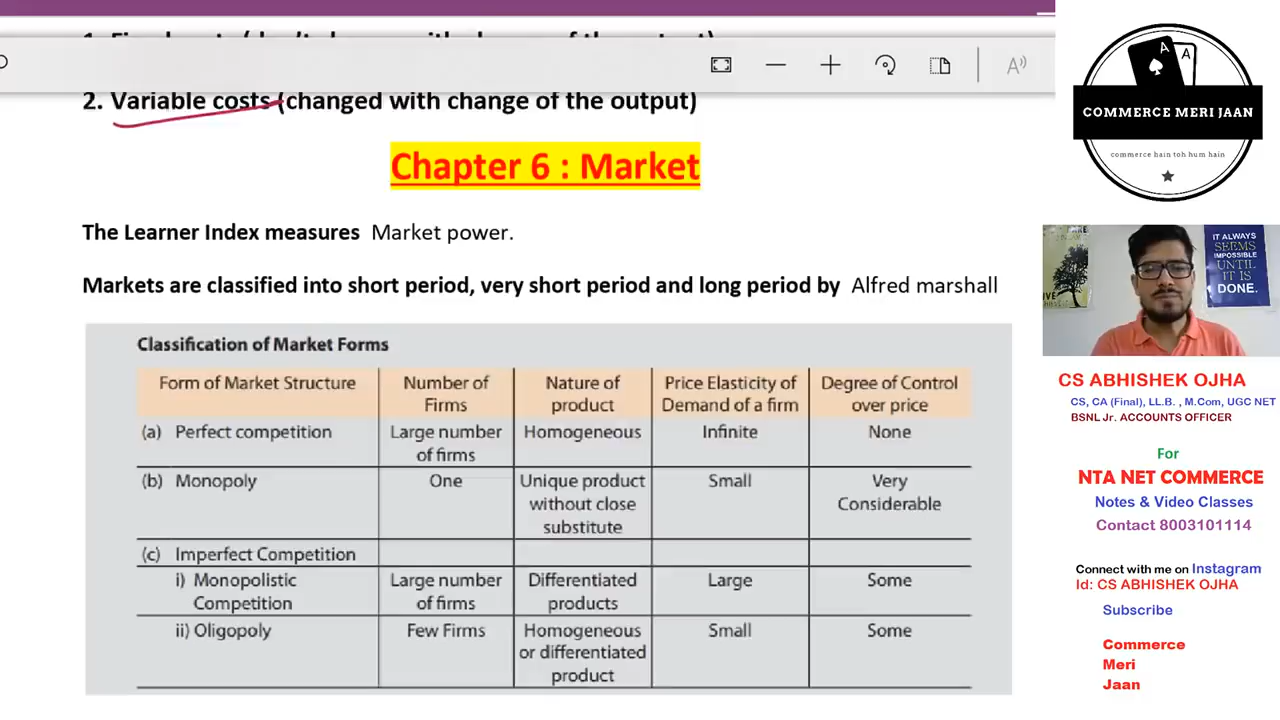 2. Variable costs (changed with change of the output)
Chapter 6 : Market
The Learner Index measures Market power.
Markets are classified into short period, very short period and long period by Alfred marshall
Classification of Market Forms
Form of Market Structure | Number of Firms | Nature of product | Price Elasticity of Demand of a firm | Degree of Control over price
(a) Perfect competition | Large number of firms | Homogeneous | Infinite | None
(b) Monopoly | One | Unique product without close substitute | Small | Very Considerable
(c) Imperfect Competition
i) Monopolistic Competition | Large number of firms | Differentiated products | Large | Some
ii) Oligopoly | Few Firms | Homogeneous or differentiated product | Small | Some
A
A
COMMERCE MERI JAAN
commerce hain toh hum hain
IT ALWAYS
SEEMS
IMPOSSIBLE
UNTIL
IT IS
DONE.
CS ABHISHEK OJHA
CS, CA (Final), LL.B. , M.Com, UGC NET
BSNL Jr. ACCOUNTS OFFICER
For
NTA NET COMMERCE
Notes & Video Classes
Contact 8003101114
Connect with me on Instagram
Id: CS ABHISHEK OJHA
Subscribe
Commerce
Meri
Jaan